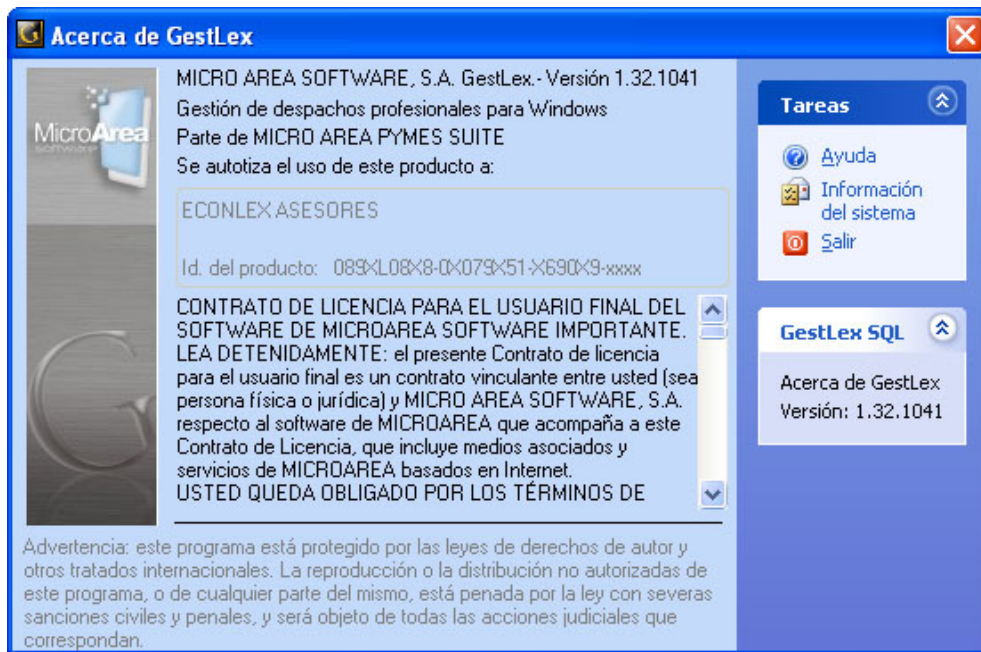 Acerca de GestLex
MicroArea
software
MICRO AREA SOFTWARE, S.A. GestLex.- Versión 1.32.1041
Gestión de despachos profesionales para Windows
Parte de MICRO AREA PYMES SUITE
Se autotiza el uso de este producto a:
ECONLEX ASESORES
Id. del producto: 089XL08X8-0X079X51-X690X9-xxxx
CONTRATO DE LICENCIA PARA EL USUARIO FINAL DEL
SOFTWARE DE MICROAREA SOFTWARE IMPORTANTE.
LEA DETENIDAMENTE: el presente Contrato de licencia
para el usuario final es un contrato vinculante entre usted (sea
persona física o jurídica) y MICRO AREA SOFTWARE, S.A.
respecto al software de MICROAREA que acompaña a este
Contrato de Licencia, que incluye medios asociados y
servicios de MICROAREA basados en Internet.
USTED QUEDA OBLIGADO POR LOS TÉRMINOS DE
Advertencia: este programa está protegido por las leyes de derechos de autor y
otros tratados internacionales. La reproducción o la distribución no autorizadas de
este programa, o de cualquier parte del mismo, está penada por la ley con severas
sanciones civiles y penales, y será objeto de todas las acciones judiciales que
correspondan.
Tareas
Ayuda
Información
del sistema
Salir
GestLex SQL
Acerca de GestLex
Versión: 1.32.1041